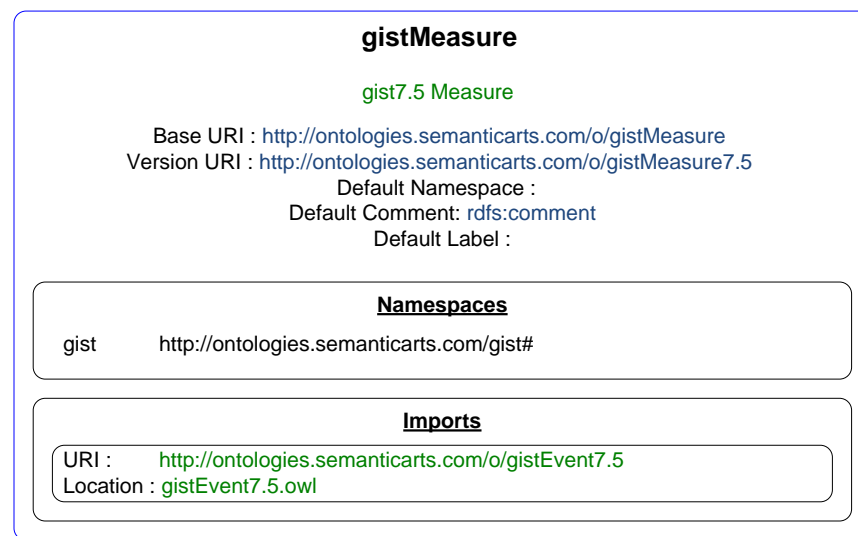 gistMeasure
gist7.5 Measure
Base URI : http://ontologies.semanticarts.com/o/gistMeasure
Version URI : http://ontologies.semanticarts.com/o/gistMeasure7.5
Default Namespace :
Default Comment: rdfs:comment
Default Label :
Namespaces
gist http://ontologies.semanticarts.com/gist#
Imports
URI : http://ontologies.semanticarts.com/o/gistEvent7.5
Location : gistEvent7.5.owl